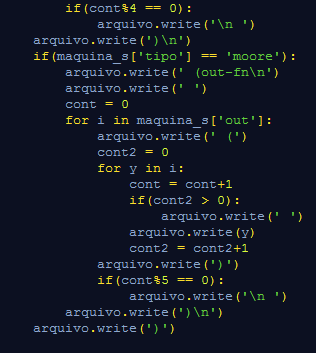 if(cont%4 == 0):
            arquivo.write('\n ')
    arquivo.write(')\n')
    if(maquina_s['tipo'] == 'moore'):
        arquivo.write(' (out-fn\n')
        arquivo.write(' ')
        cont = 0
        for i in maquina_s['out']:
            arquivo.write(' (')
            cont2 = 0
            for y in i:
                cont = cont+1
                if(cont2 > 0):
                    arquivo.write(' ')
                arquivo.write(y)
                cont2 = cont2+1
            arquivo.write(')')
            if(cont%5 == 0):
                arquivo.write('\n ')
        arquivo.write(')\n')
    arquivo.write(')')